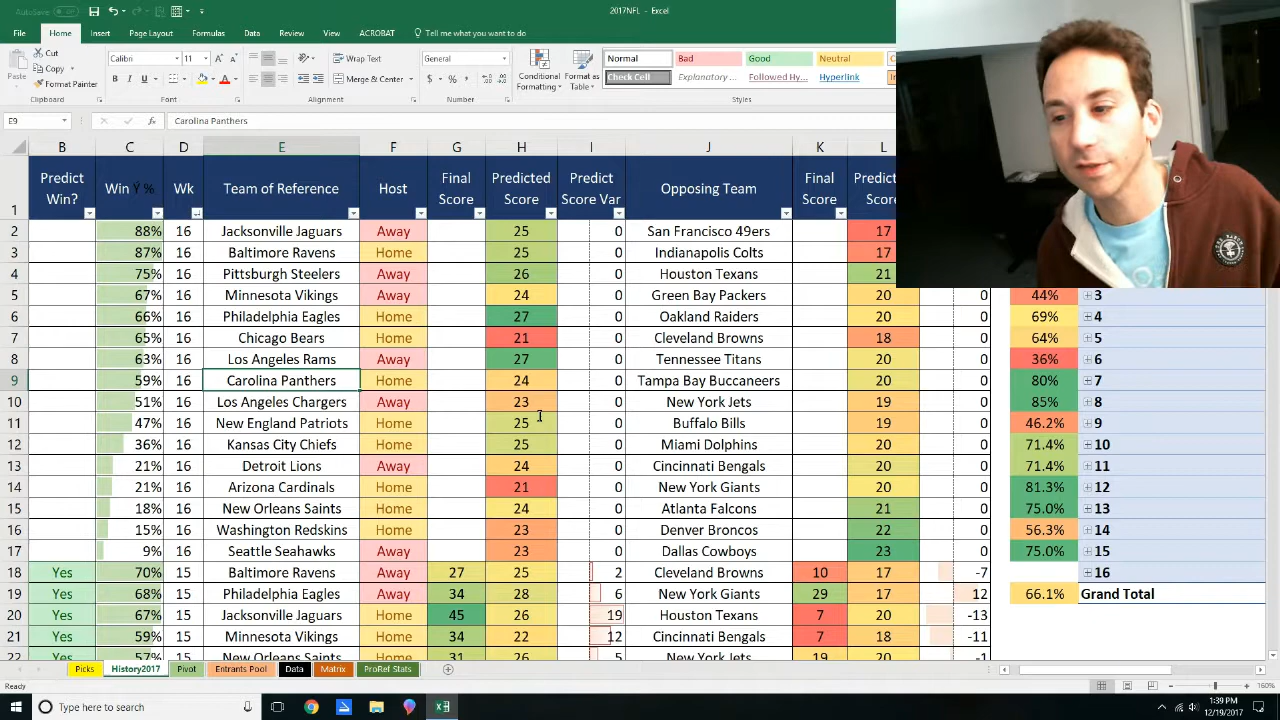 2017NFL - Excel
File Home Insert Page Layout Formulas Data Review View ACROBAT Tell me what you want to do
Cut
Copy
Paste
Format Painter
Clipboard
Calibri 11
B I U
Font
Wrap Text
Merge & Center
Alignment
General
$ % ,
Number
Conditional Formatting
Format as Table
Normal Bad Good Neutral
Check Cell Explanatory ... Followed Hy... Hyperlink
Styles
E9 Carolina Panthers
B C D E F G H I J K L
1 Predict Win? Win % Wk Team of Reference Host Final Score Predicted Score Predict Score Var Opposing Team Final Score
2 88% 16 Jacksonville Jaguars Away 25 0 San Francisco 49ers 17
3 87% 16 Baltimore Ravens Home 25 0 Indianapolis Colts 17
4 75% 16 Pittsburgh Steelers Away 26 0 Houston Texans 21
5 67% 16 Minnesota Vikings Away 24 0 Green Bay Packers 20 0 44% 3
6 66% 16 Philadelphia Eagles Home 27 0 Oakland Raiders 20 0 69% 4
7 65% 16 Chicago Bears Home 21 0 Cleveland Browns 18 0 64% 5
8 63% 16 Los Angeles Rams Away 27 0 Tennessee Titans 20 0 36% 6
9 59% 16 Carolina Panthers Home 24 0 Tampa Bay Buccaneers 20 0 80% 7
10 51% 16 Los Angeles Chargers Away 23 0 New York Jets 19 0 85% 8
11 47% 16 New England Patriots Home 25 0 Buffalo Bills 19 0 46.2% 9
12 36% 16 Kansas City Chiefs Home 25 0 Miami Dolphins 20 0 71.4% 10
13 21% 16 Detroit Lions Away 24 0 Cincinnati Bengals 20 0 71.4% 11
14 21% 16 Arizona Cardinals Home 21 0 New York Giants 20 0 81.3% 12
15 18% 16 New Orleans Saints Home 24 0 Atlanta Falcons 21 0 75.0% 13
16 15% 16 Washington Redskins Home 23 0 Denver Broncos 22 0 56.3% 14
17 9% 16 Seattle Seahawks Away 23 0 Dallas Cowboys 23 0 75.0% 15
18 Yes 70% 15 Baltimore Ravens Away 27 25 2 Cleveland Browns 10 17 -7 16
19 Yes 68% 15 Philadelphia Eagles Away 34 28 6 New York Giants 29 17 12 66.1% Grand Total
20 Yes 67% 15 Jacksonville Jaguars Home 45 26 19 Houston Texans 7 20 -13
21 Yes 59% 15 Minnesota Vikings Home 34 22 12 Cincinnati Bengals 7 18 -11
22 Yes 57% 15 New Orleans Saints Home 31 26 5 New York Jets 19 20 -1
Picks History2017 Pivot Entrants Pool Data Matrix ProRef Stats
Ready 160%
Type here to search
1:39 PM
12/19/2017